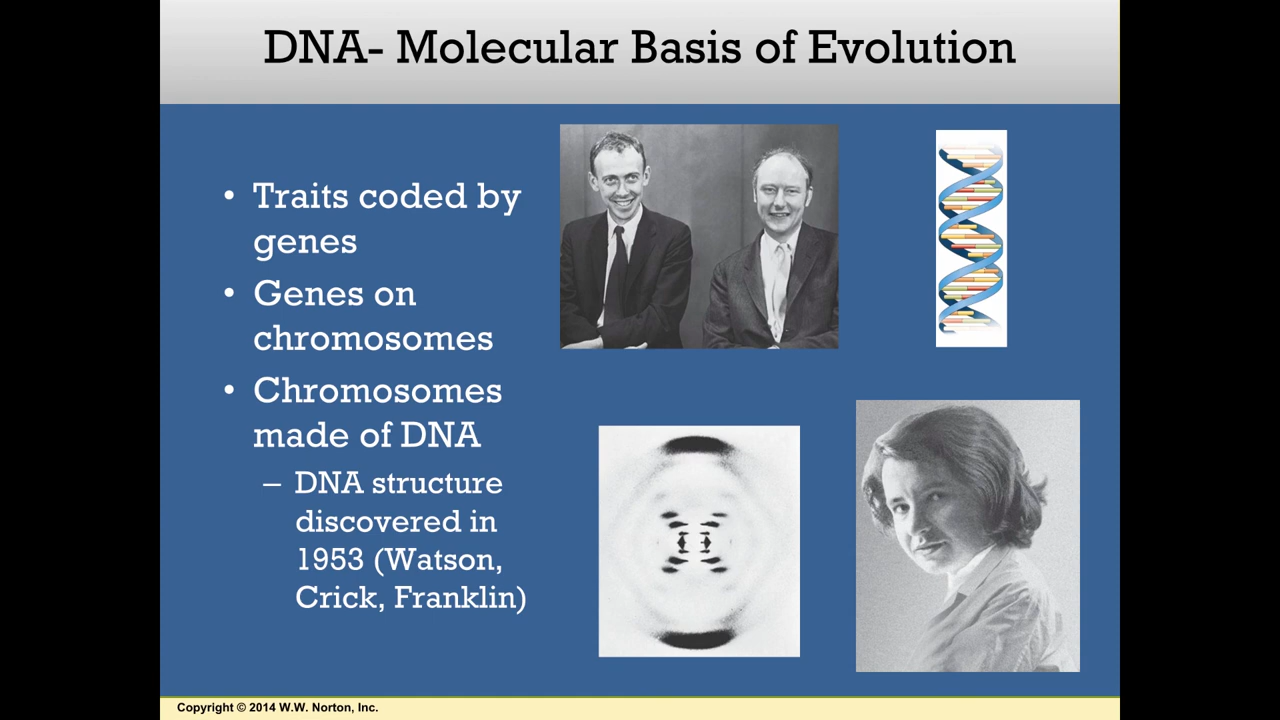 DNA- Molecular Basis of Evolution
• Traits coded by
genes
• Genes on
chromosomes
• Chromosomes
made of DNA
– DNA structure
discovered in
1953 (Watson,
Crick, Franklin)
Copyright © 2014 W.W. Norton, Inc.